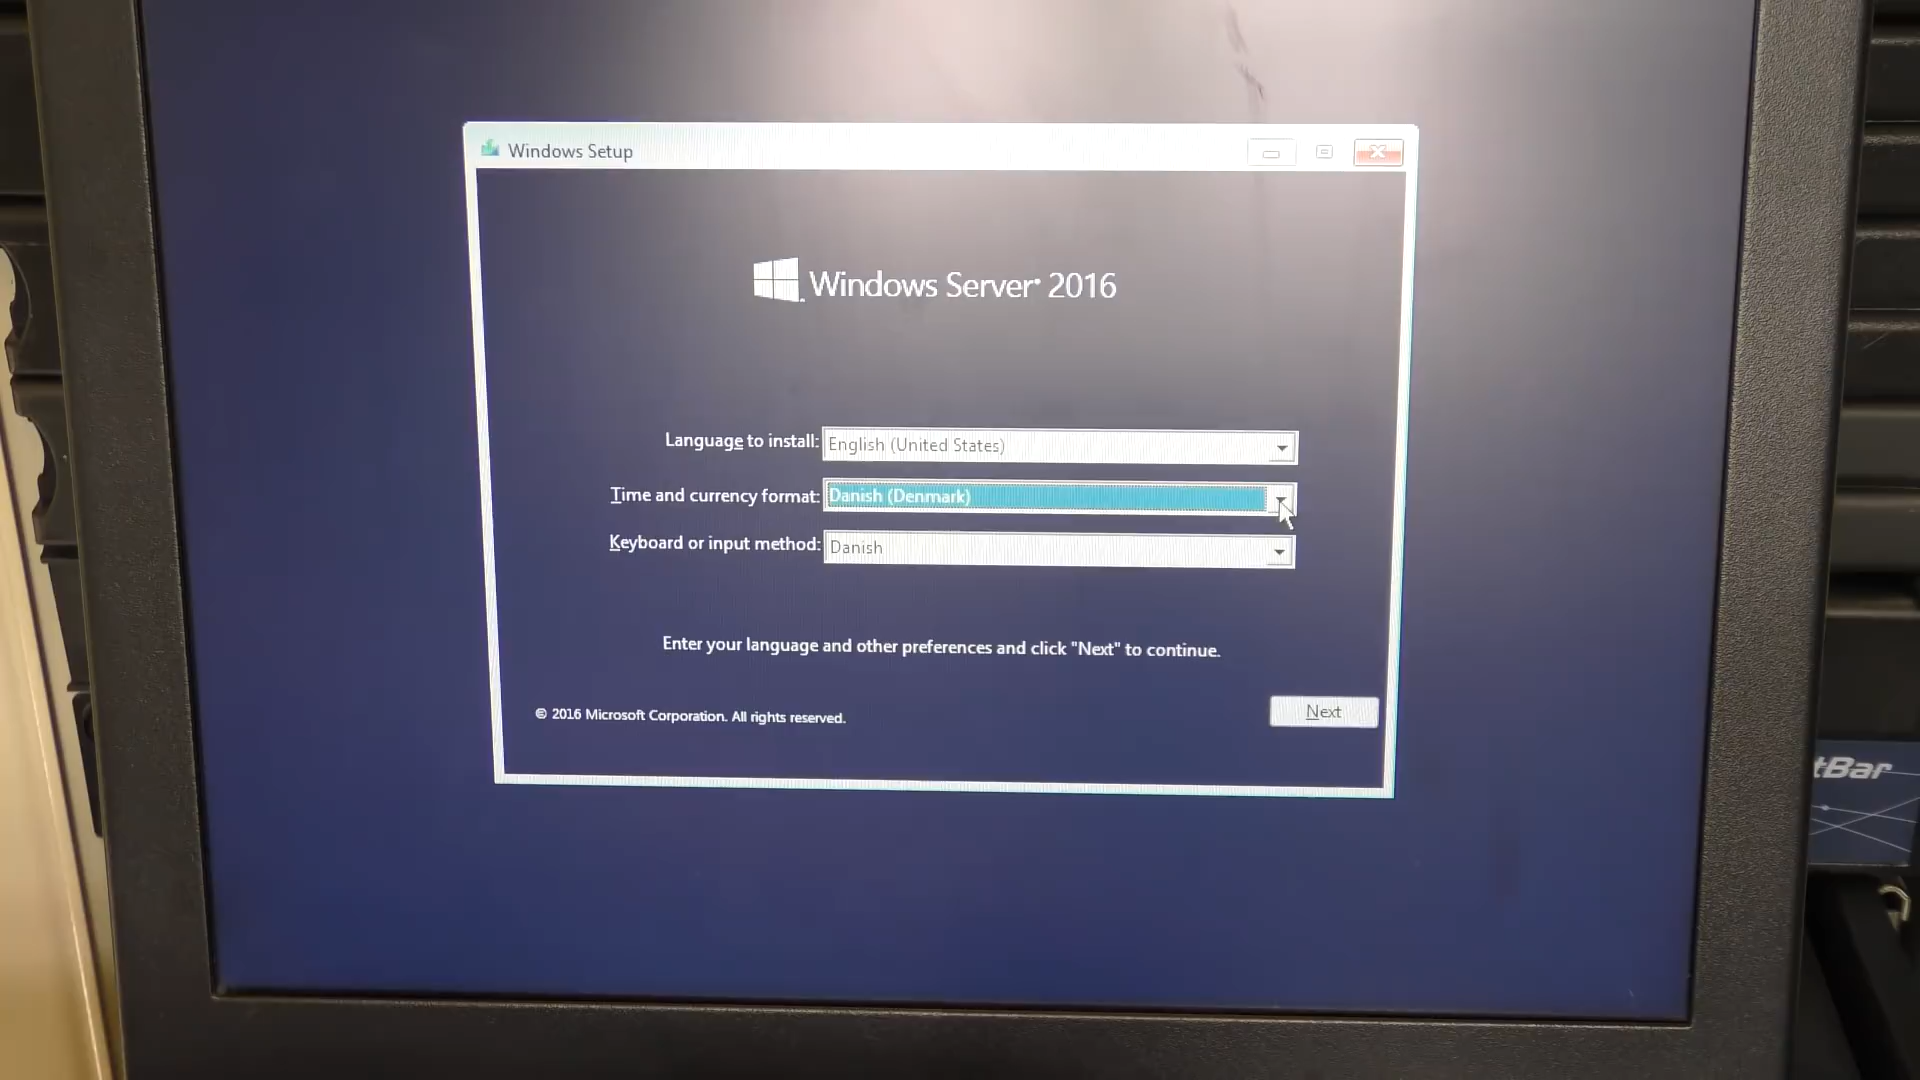 Windows Setup
Windows Server® 2016
Language to install: English (United States)
Time and currency format: Danish (Denmark)
Keyboard or input method: Danish
Enter your language and other preferences and click "Next" to continue.
© 2016 Microsoft Corporation. All rights reserved.
Next
tBar